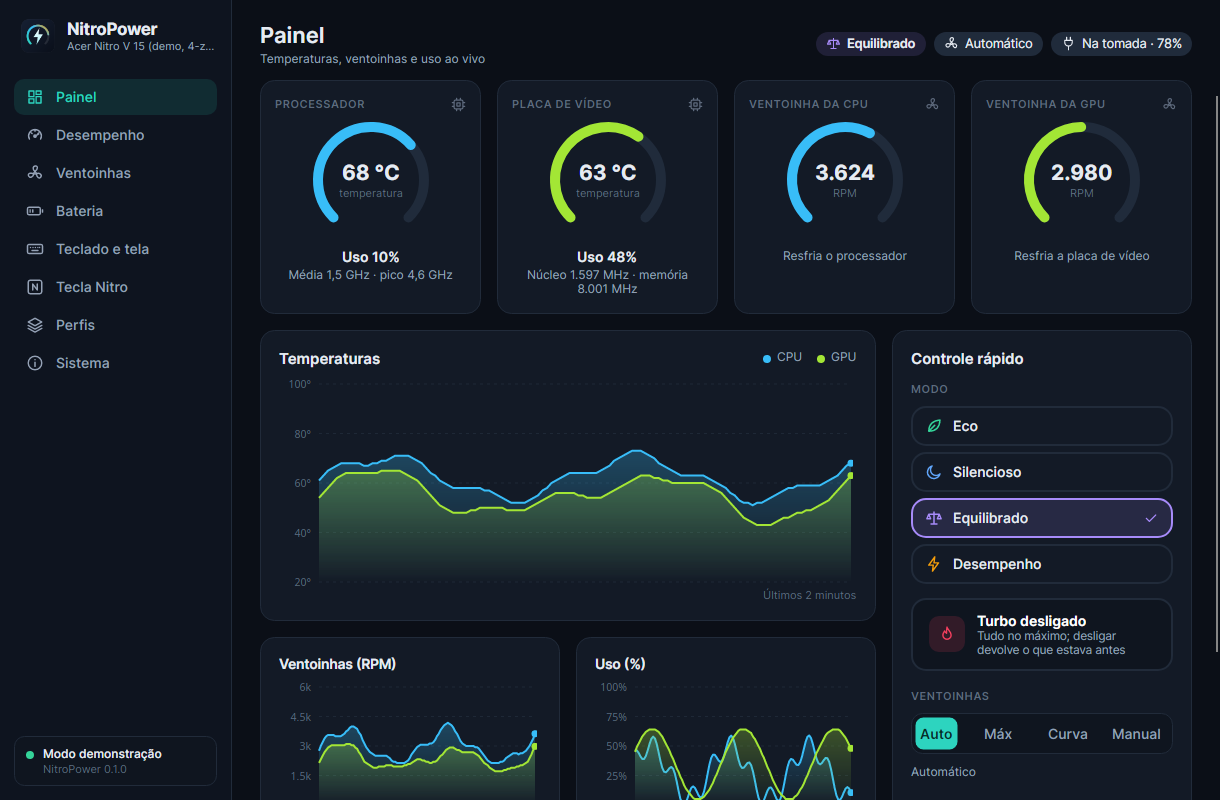 NitroPower
Acer Nitro V 15 (demo, 4-z...
Painel
Desempenho
Ventoinhas
Bateria
Teclado e tela
Tecla Nitro
Perfis
Sistema
Modo demonstração
NitroPower 0.1.0
Painel
Temperaturas, ventoinhas e uso ao vivo
Equilibrado
Automático
Na tomada · 78%
PROCESSADOR
68 °C
temperatura
Uso 10%
Média 1,5 GHz · pico 4,6 GHz
PLACA DE VÍDEO
63 °C
temperatura
Uso 48%
Núcleo 1.597 MHz · memória
8.001 MHz
VENTOINHA DA CPU
3.624
RPM
Resfria o processador
VENTOINHA DA GPU
2.980
RPM
Resfria a placa de vídeo
Temperaturas
CPU
GPU
100°
80°
60°
40°
20°
Últimos 2 minutos
Ventoinhas (RPM)
6k
4.5k
3k
1.5k
Uso (%)
100%
75%
50%
25%
Controle rápido
MODO
Eco
Silencioso
Equilibrado
Desempenho
Turbo desligado
Tudo no máximo; desligar
devolve o que estava antes
VENTOINHAS
Auto
Máx
Curva
Manual
Automático